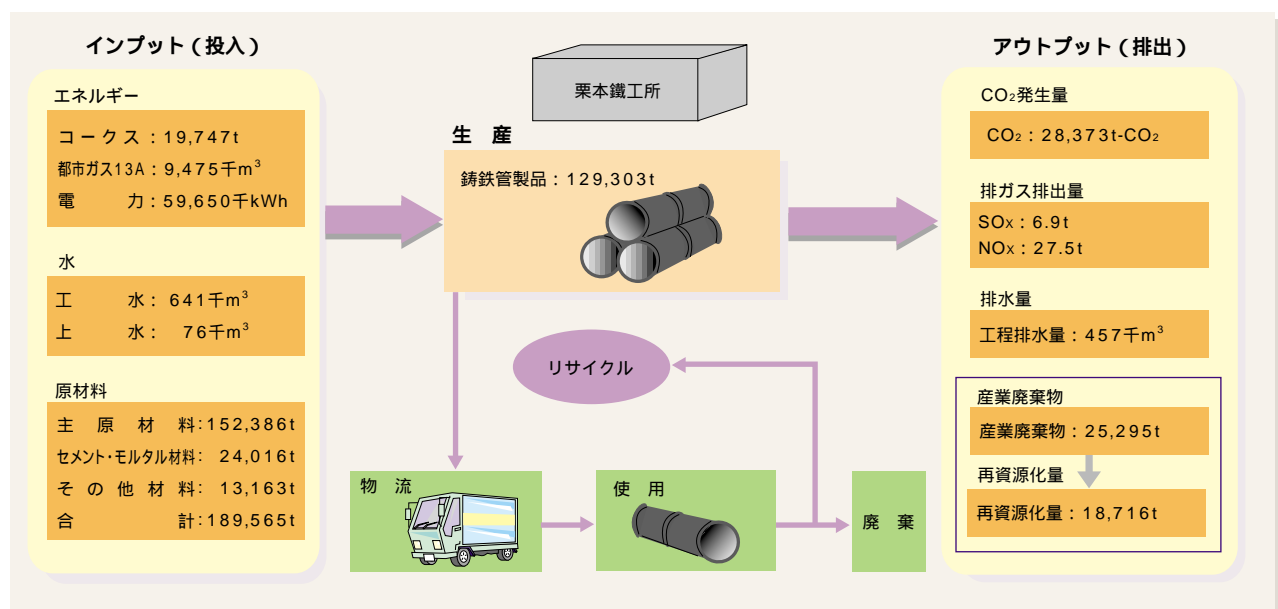 インプット(投入)
エネルギー
コークス:19,747t
都市ガス13A:9,475千m³
電力:59,650千kWh
水
工水:641千m³
上水:76千m³
原材料
主原材料:152,386t
セメント・モルタル材料:24,016t
その他材料:13,163t
合計:189,565t
栗本鐵工所
生産
鋳鉄管製品:129,303t
リサイクル
物流
使用
廃棄
アウトプット(排出)
CO₂発生量
CO₂:28,373t-CO₂
排ガス排出量
SOx:6.9t
NOx:27.5t
排水量
工程排水量:457千m³
産業廃棄物
産業廃棄物:25,295t
再資源化量
再資源化量:18,716t